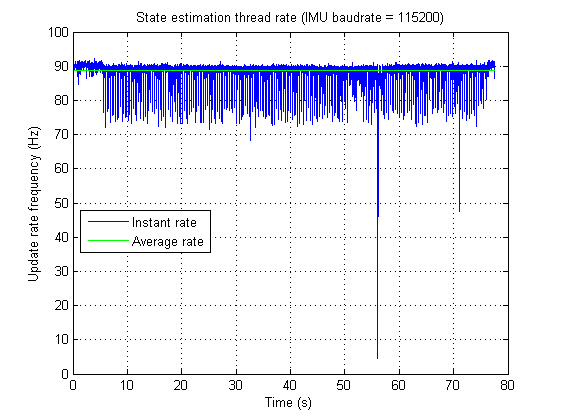 State estimation thread rate (IMU baudrate = 115200)
100
90
80
70
60
50
40
30
20
10
0
Update rate frequency (Hz)
Instant rate
Average rate
0 10 20 30 40 50 60 70 80
Time (s)